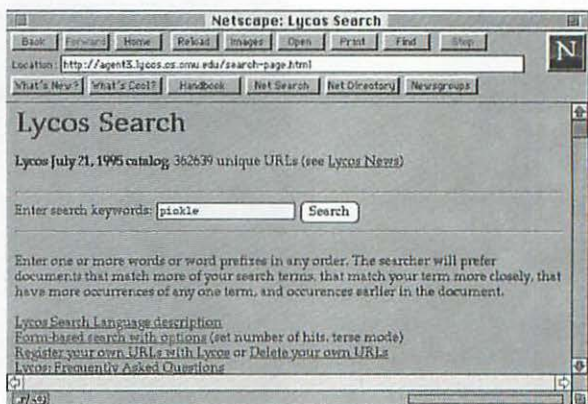 Netscape: Lycos Search
Back Forward Home Reload Images Open Print Find Stop
N
Location: http://agent3.lycos.cs.cmu.edu/search-page.html
What's New? What's Cool? Handbook Net Search Net Directory Newsgroups
Lycos Search
Lycos July 21, 1995 catalog, 362639 unique URLs (see Lycos News)
Enter search keywords: pickle Search
Enter one or more words or word prefixes in any order. The searcher will prefer
documents that match more of your search terms, that match your term more closely, that
have more occurrences of any one term, and occurences earlier in the document.
Lycos Search Language description
Form-based search with options (set number of hits, terse mode)
Register your own URLs with Lycos or Delete your own URLs
Lycos: Frequently Asked Questions